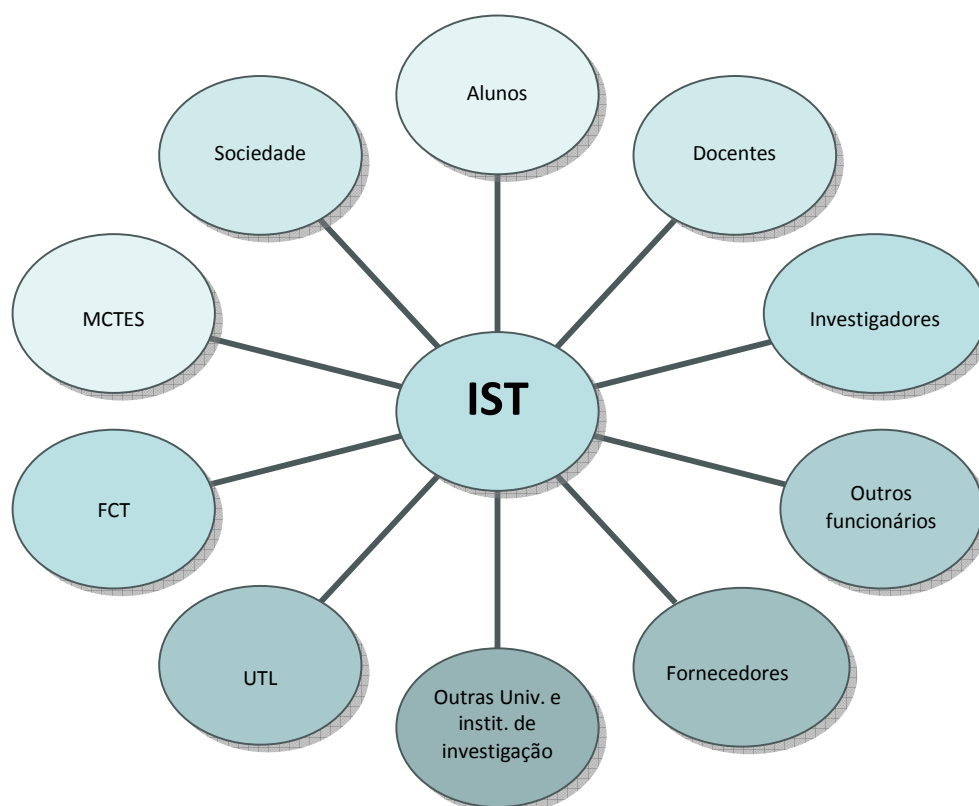 Alunos
Sociedade
Docentes
MCTES
Investigadores
IST
FCT
Outros
funcionários
UTL
Fornecedores
Outras Univ. e
instit. de
investigação